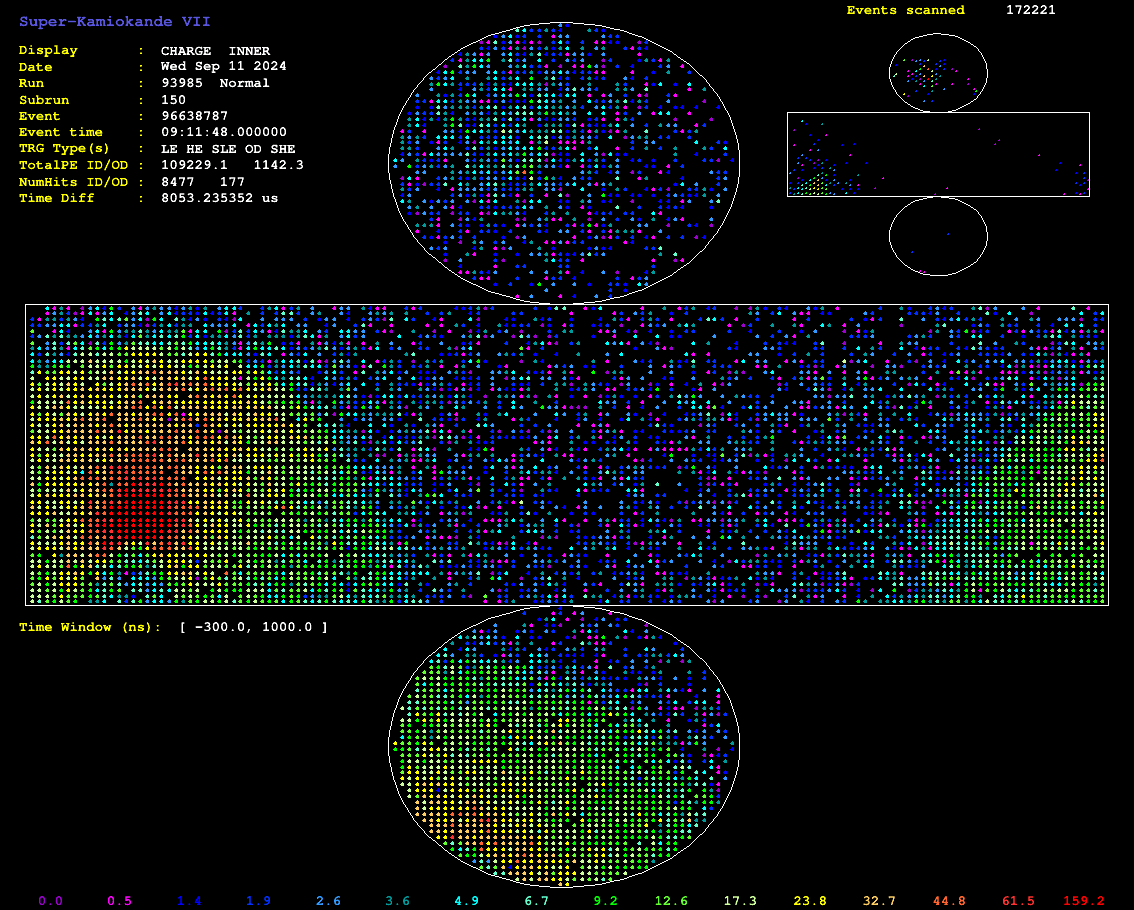 Super-Kamiokande VII
Events scanned 172221
Display : CHARGE INNER
Date : Wed Sep 11 2024
Run : 93985 Normal
Subrun : 150
Event : 96638787
Event time : 09:11:48.000000
TRG Type(s) : LE HE SLE OD SHE
TotalPE ID/OD : 109229.1 1142.3
NumHits ID/OD : 8477 177
Time Diff : 8053.235352 us
Time Window (ns): [ -300.0, 1000.0 ]
0.0 0.5 1.4 1.9 2.6 3.6 4.9 6.7 9.2 12.6 17.3 23.8 32.7 44.8 61.5 159.2